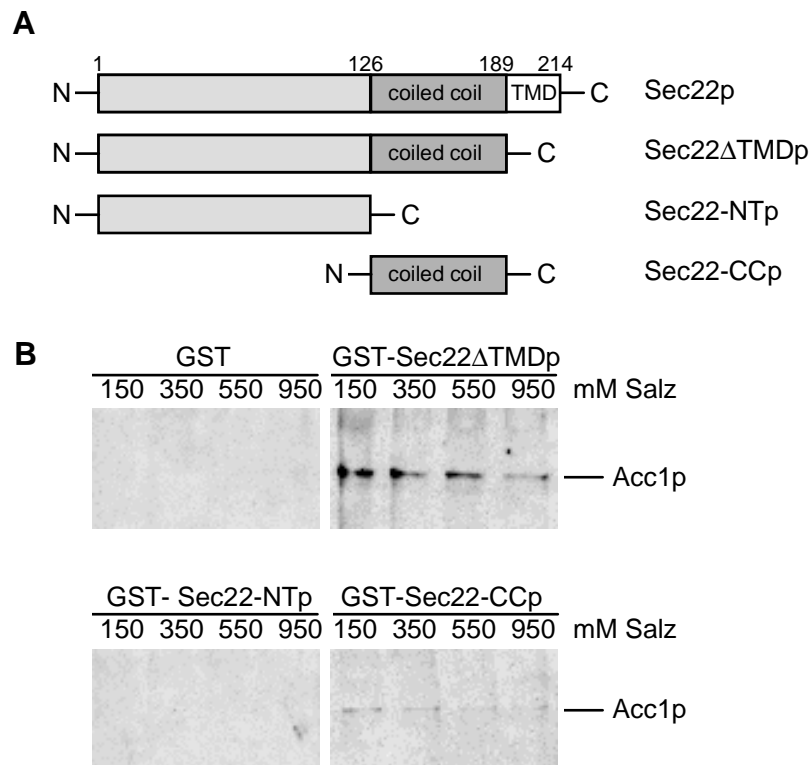 A
1 126 189 214
N coiled coil TMD C Sec22p
N coiled coil C Sec22ΔTMDp
N C Sec22-NTp
N coiled coil C Sec22-CCp
B
GST GST-Sec22ΔTMDp
150 350 550 950 150 350 550 950 mM Salz
Acc1p
GST- Sec22-NTp GST-Sec22-CCp
150 350 550 950 150 350 550 950 mM Salz
Acc1p